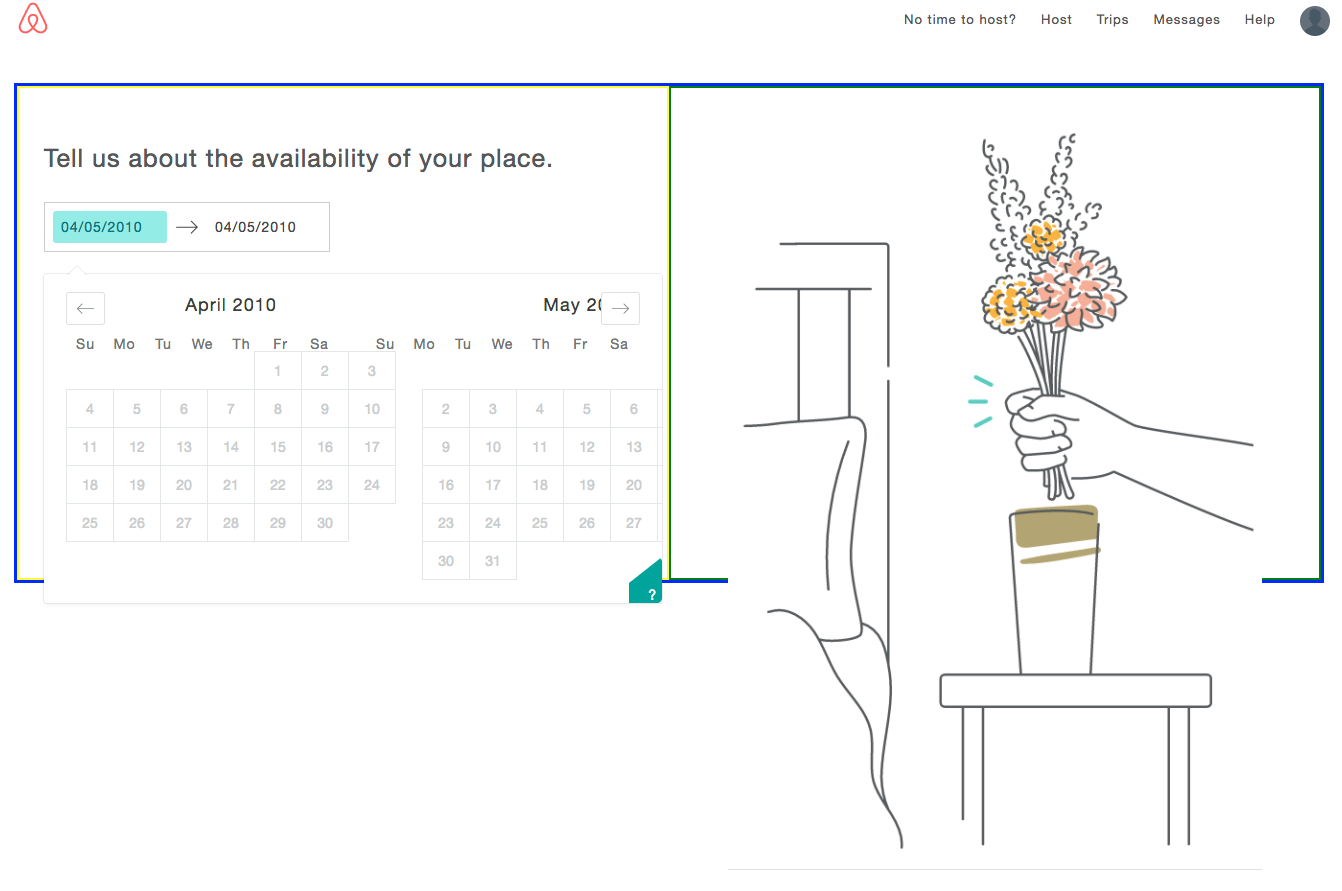 No time to host? Host Trips Messages Help
Tell us about the availability of your place.
04/05/2010 → 04/05/2010
← April 2010 May 20 →
Su Mo Tu We Th Fr Sa Su Mo Tu We Th Fr Sa
1 2 3
4 5 6 7 8 9 10 2 3 4 5 6
11 12 13 14 15 16 17 9 10 11 12 13
18 19 20 21 22 23 24 16 17 18 19 20
25 26 27 28 29 30 23 24 25 26 27
30 31
?